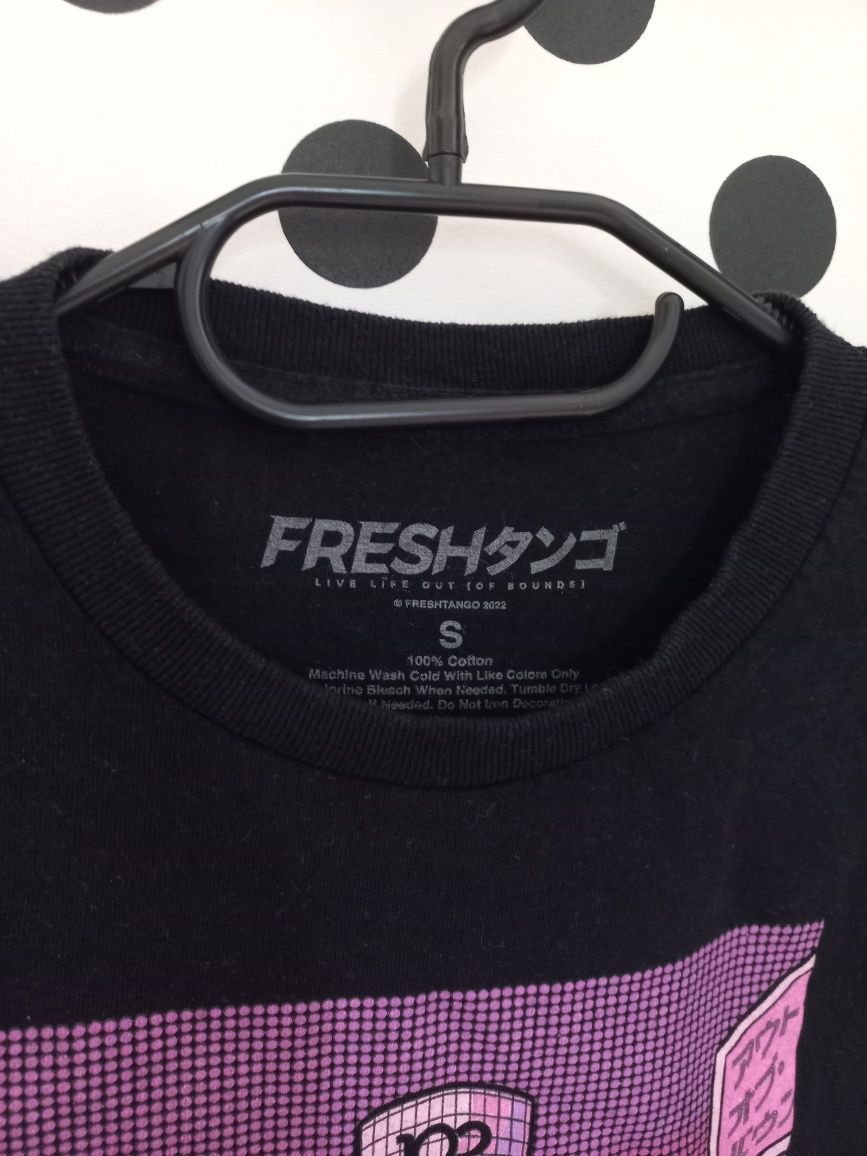 FRESHタンゴ
LIVE LIFE OUT [OF BOUNDS]
© FRESHTANGO 2022
S
100% Cotton
Machine Wash Cold With Like Colors Only.
Bleach When Needed. Tumble Dry
Needed. Do Not Iron
アウト
オブ・